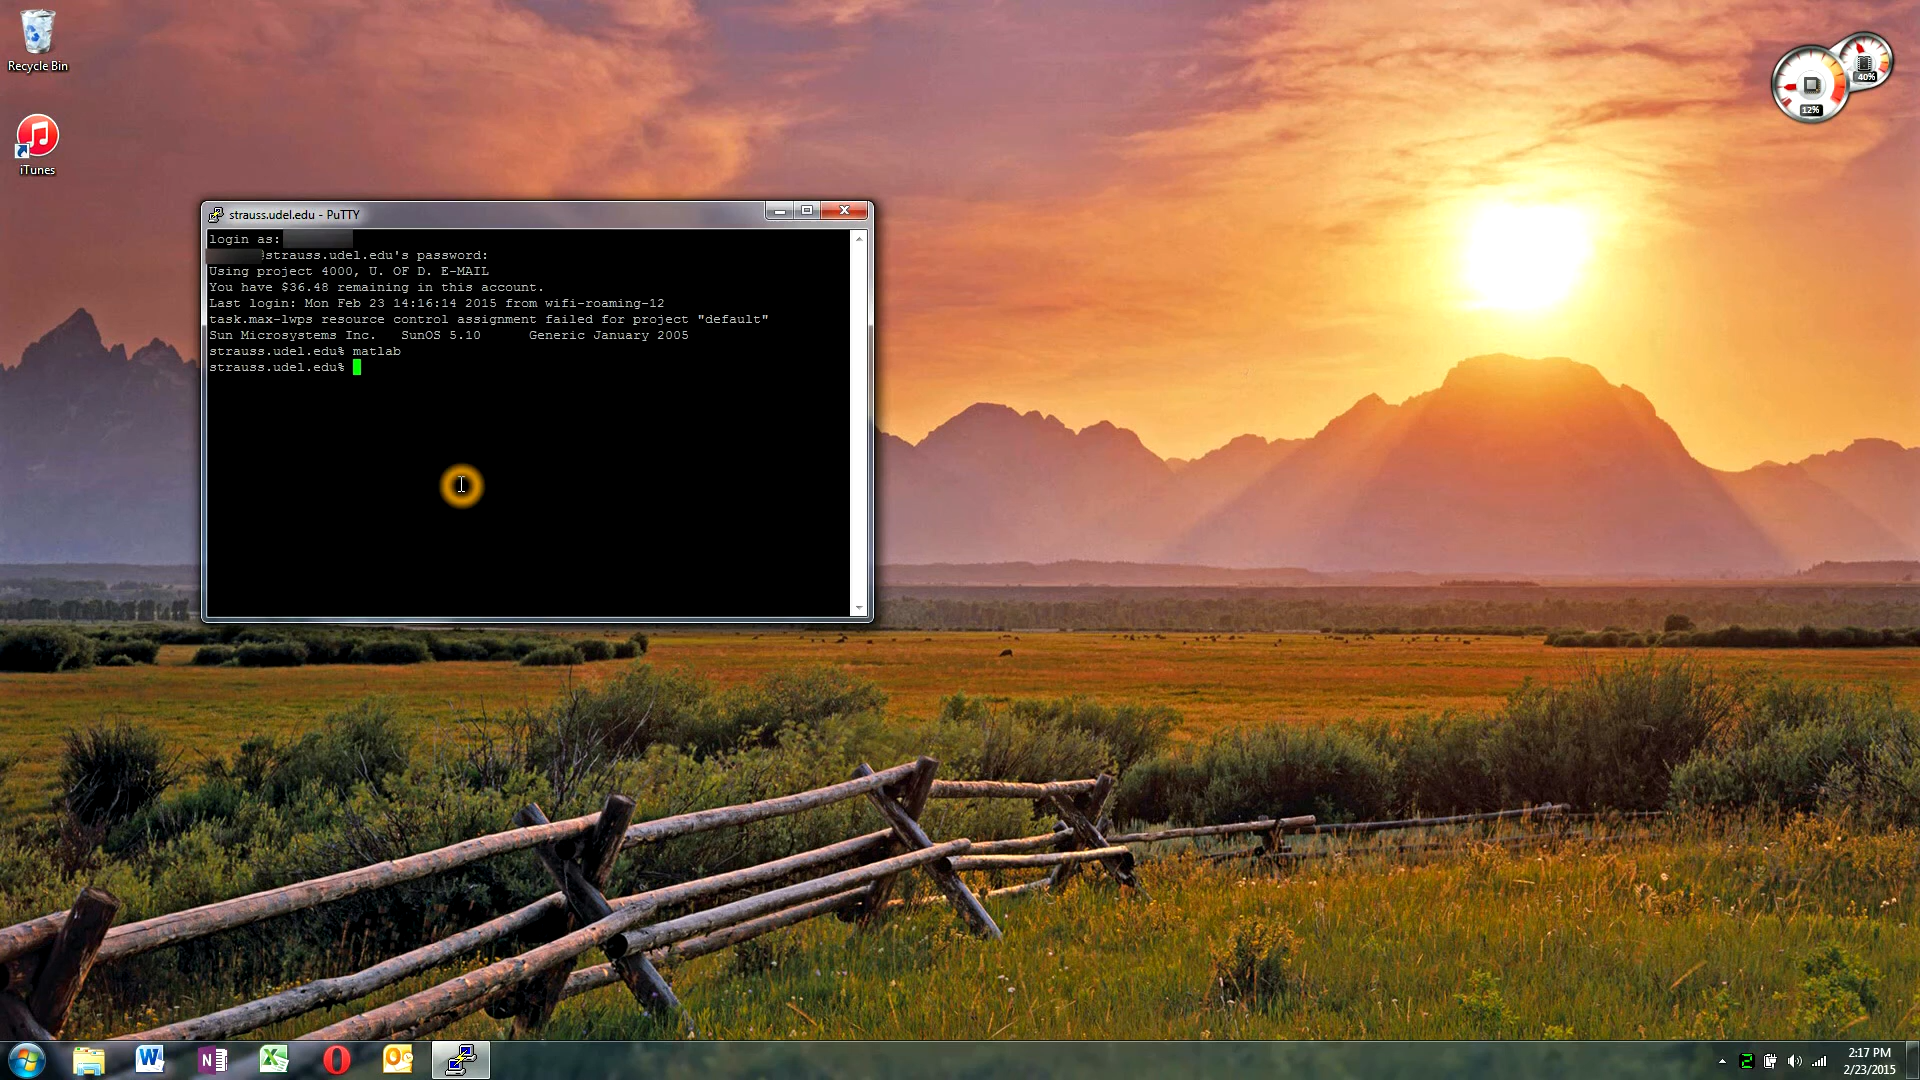 Recycle Bin
iTunes
40%
12%
strauss.udel.edu - PuTTY
login as:
@strauss.udel.edu's password:
Using project 4000, U. OF D. E-MAIL
You have $36.48 remaining in this account.
Last login: Mon Feb 23 14:16:14 2015 from wifi-roaming-12
task.max-lwps resource control assignment failed for project "default"
Sun Microsystems Inc.   SunOS 5.10      Generic January 2005
strauss.udel.edu% matlab
strauss.udel.edu%
2:17 PM
2/23/2015